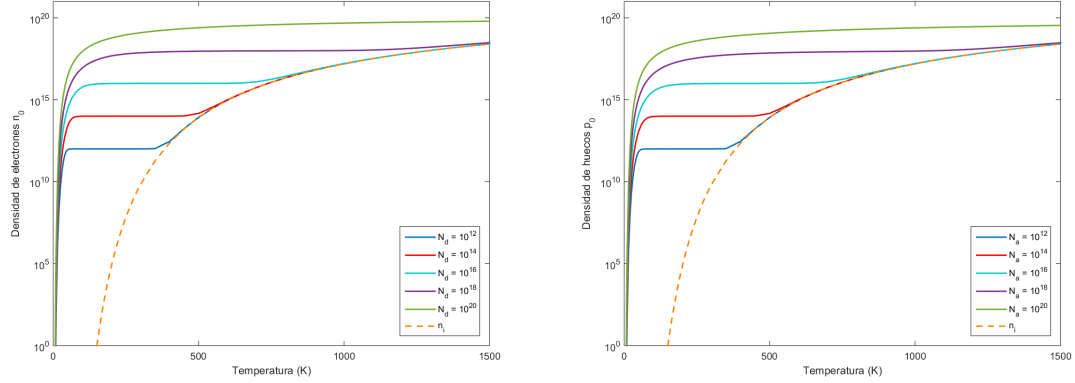 10^20
10^15
10^10
10^5
10^0
Densidad de electrones n_0
0
500
1000
1500
Temperatura (K)
N_d = 10^12
N_d = 10^14
N_d = 10^16
N_d = 10^18
N_d = 10^20
n_i
10^20
10^15
10^10
10^5
10^0
Densidad de huecos p_0
0
500
1000
1500
Temperatura (K)
N_a = 10^12
N_a = 10^14
N_a = 10^16
N_a = 10^18
N_a = 10^20
n_i